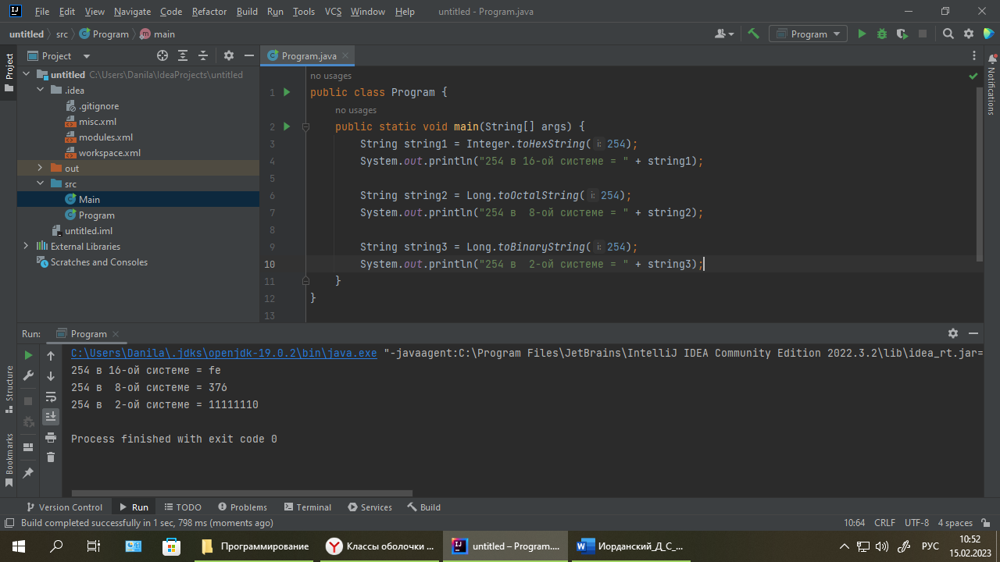 File Edit View Navigate Code Refactor Build Run Tools VCS Window Help untitled - Program.java
untitled src Program main
Program
Project
Program.java
Project
Notifications
untitled C:\Users\Danila\IdeaProjects\untitled
.idea
.gitignore
misc.xml
modules.xml
workspace.xml
out
src
Main
Program
untitled.iml
External Libraries
Scratches and Consoles
no usages
1 public class Program {
no usages
2 public static void main(String[] args) {
3 String string1 = Integer.toHexString( i: 254);
4 System.out.println("254 в 16-ой системе = " + string1);
5
6 String string2 = Long.toOctalString( i: 254);
7 System.out.println("254 в  8-ой системе = " + string2);
8
9 String string3 = Long.toBinaryString( i: 254);
10 System.out.println("254 в  2-ой системе = " + string3);
11 }
12 }
13
Run: Program
C:\Users\Danila\.jdks\openjdk-19.0.2\bin\java.exe "-javaagent:C:\Program Files\JetBrains\IntelliJ IDEA Community Edition 2022.3.2\lib\idea_rt.jar=
254 в 16-ой системе = fe
254 в  8-ой системе = 376
254 в  2-ой системе = 11111110
Process finished with exit code 0
Structure
Bookmarks
Version Control Run TODO Problems Terminal Services Build
Build completed successfully in 1 sec, 798 ms (moments ago) 10:64 CRLF UTF-8 4 spaces
Программирование Классы оболочки ... untitled – Program.... Иорданский_Д_С_... РУС 10:52
15.02.2023